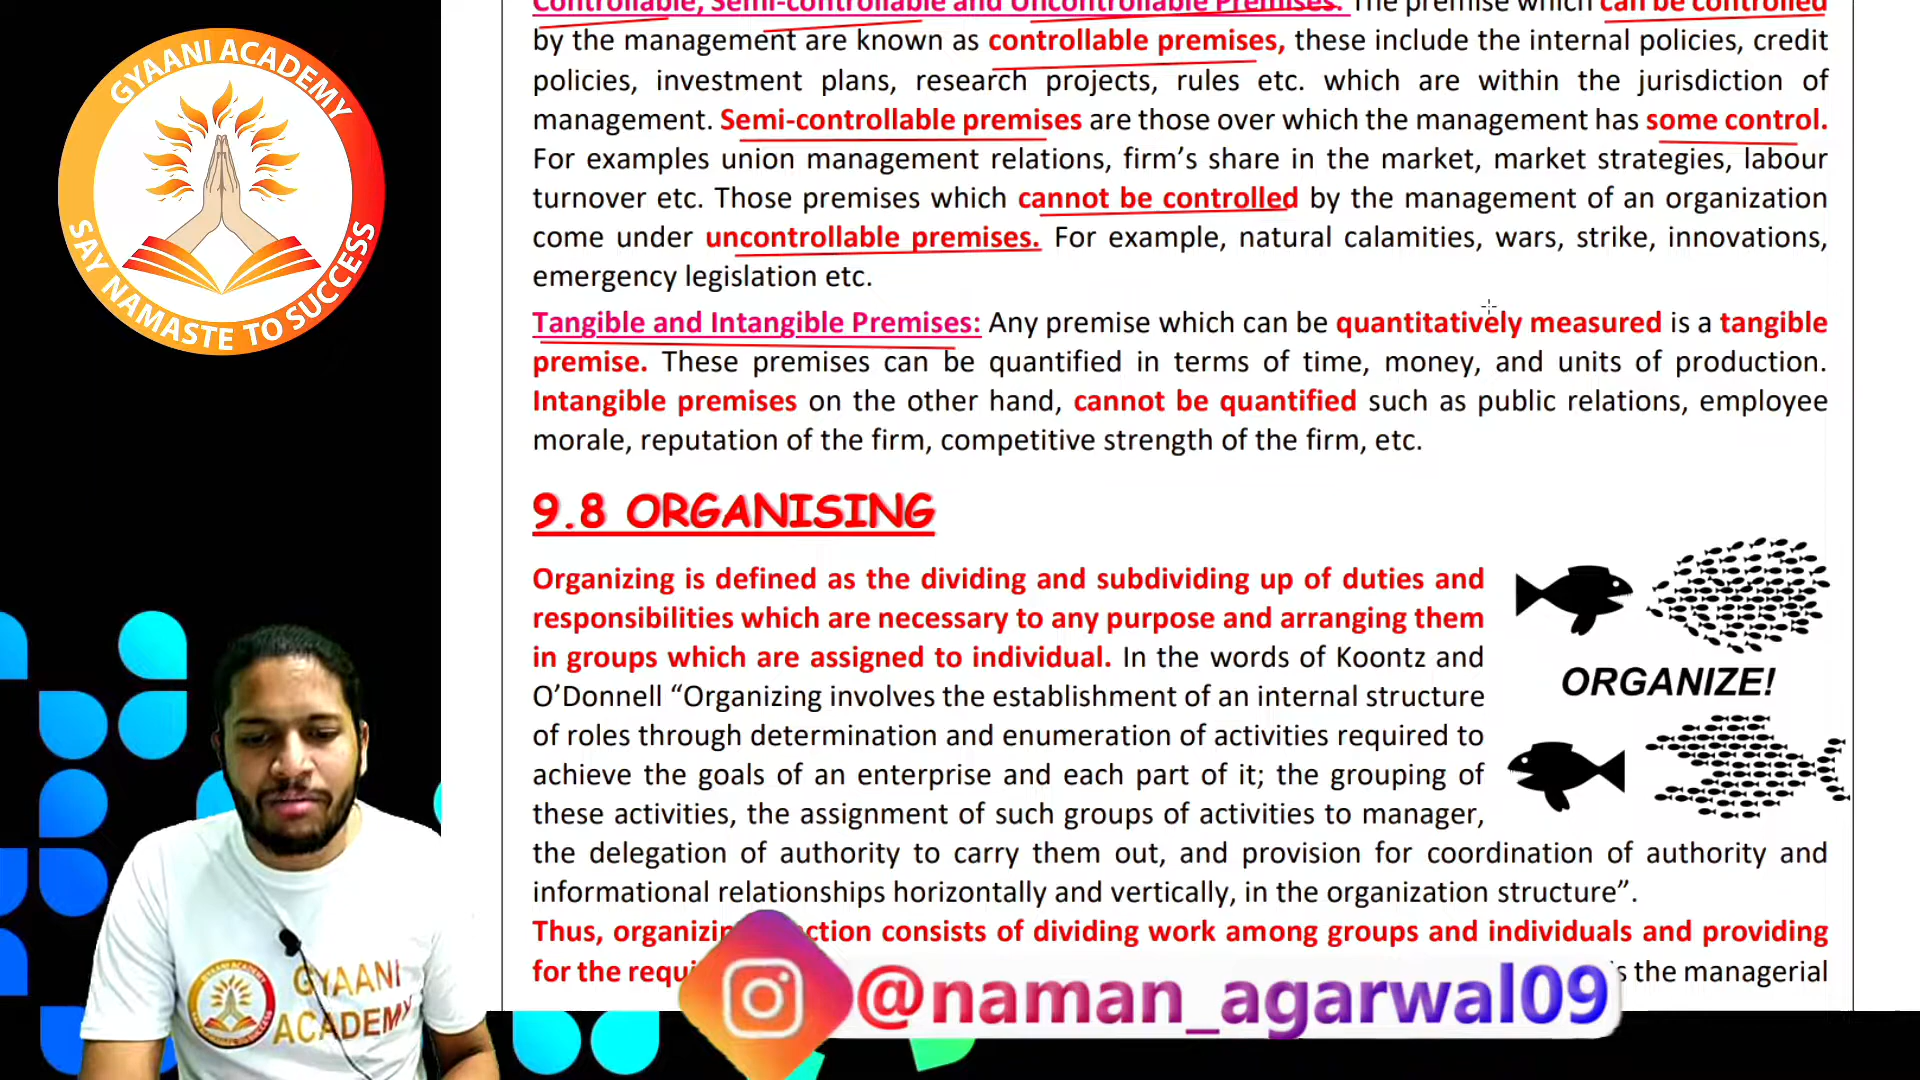 GYAANI ACADEMY
SAY NAMASTE TO SUCCESS
Controllable, Semi-controllable and Uncontrollable Premises: The premise which can be controlled
by the management are known as controllable premises, these include the internal policies, credit
policies, investment plans, research projects, rules etc. which are within the jurisdiction of
management. Semi-controllable premises are those over which the management has some control.
For examples union management relations, firm's share in the market, market strategies, labour
turnover etc. Those premises which cannot be controlled by the management of an organization
come under uncontrollable premises. For example, natural calamities, wars, strike, innovations,
emergency legislation etc.
Tangible and Intangible Premises: Any premise which can be quantitatively measured is a tangible
premise. These premises can be quantified in terms of time, money, and units of production.
Intangible premises on the other hand, cannot be quantified such as public relations, employee
morale, reputation of the firm, competitive strength of the firm, etc.
9.8 ORGANISING
Organizing is defined as the dividing and subdividing up of duties and
responsibilities which are necessary to any purpose and arranging them
in groups which are assigned to individual. In the words of Koontz and
O'Donnell “Organizing involves the establishment of an internal structure
of roles through determination and enumeration of activities required to
achieve the goals of an enterprise and each part of it; the grouping of
these activities, the assignment of such groups of activities to manager,
the delegation of authority to carry them out, and provision for coordination of authority and
informational relationships horizontally and vertically, in the organization structure”.
ORGANIZE!
Thus, consists of dividing work among groups and individuals and providing
for the the managerial
@naman_agarwal09
GYAANI
ACADEMY